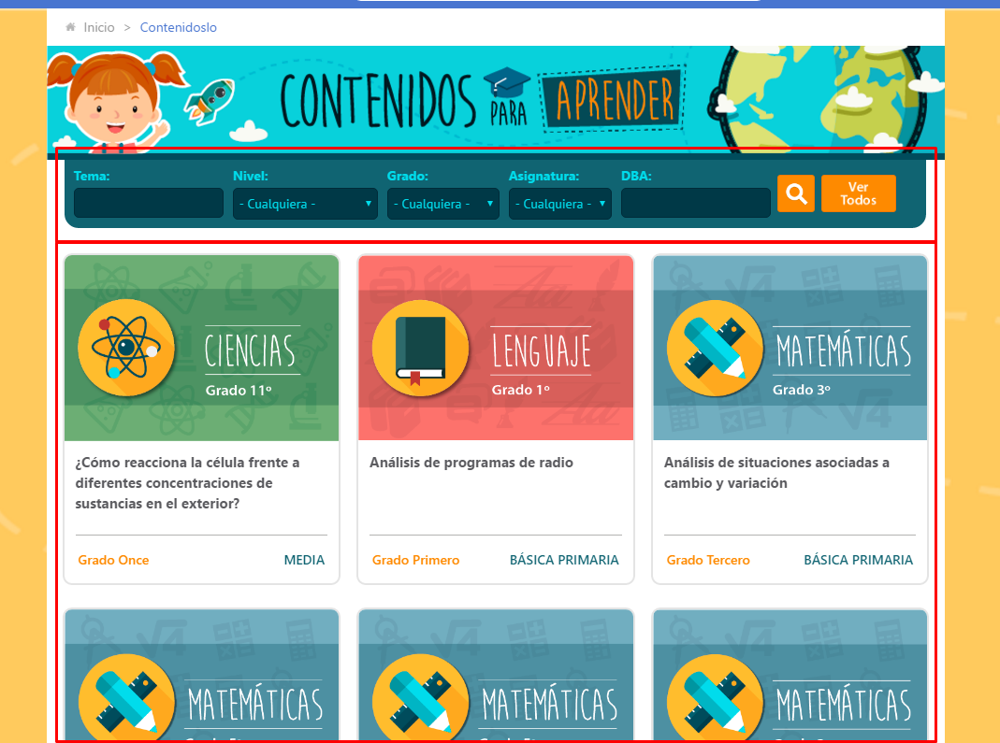 Inicio > Contenidoslo
CONTENIDOS PARA APRENDER
Tema: Nivel: Grado: Asignatura: DBA:
- Cualquiera - - Cualquiera - - Cualquiera - Ver Todos
CIENCIAS
Grado 11º
LENGUAJE
Grado 1º
MATEMÁTICAS
Grado 3º
¿Cómo reacciona la célula frente a
diferentes concentraciones de
sustancias en el exterior?
Análisis de programas de radio
Análisis de situaciones asociadas a
cambio y variación
Grado Once MEDIA
Grado Primero BÁSICA PRIMARIA
Grado Tercero BÁSICA PRIMARIA
MATEMÁTICAS
MATEMÁTICAS
MATEMÁTICAS